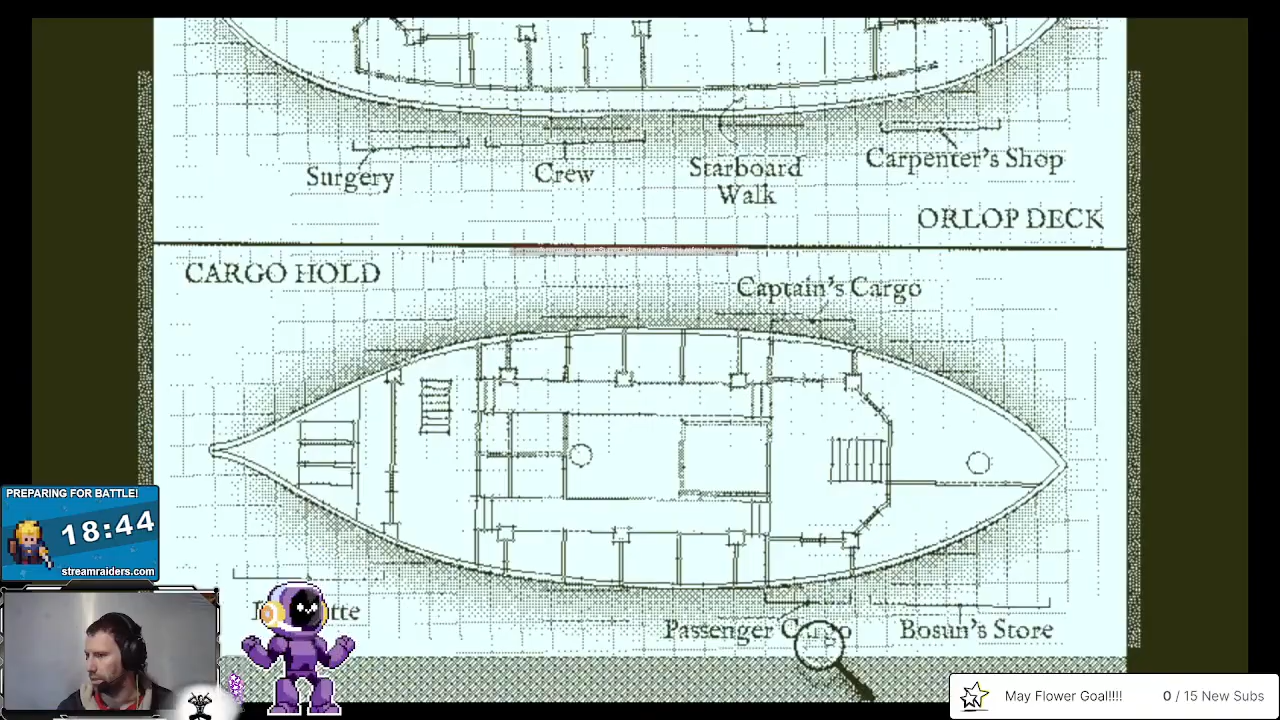 Surgery
Crew
Starboard
Walk
Carpenter's Shop
ORLOP DECK
CARGO HOLD
Captain's Cargo
PREPARING FOR BATTLE!
18:44
streamraiders.com
Passenger Cargo
Bosun's Store
May Flower Goal!!!!
0 / 15 New Subs